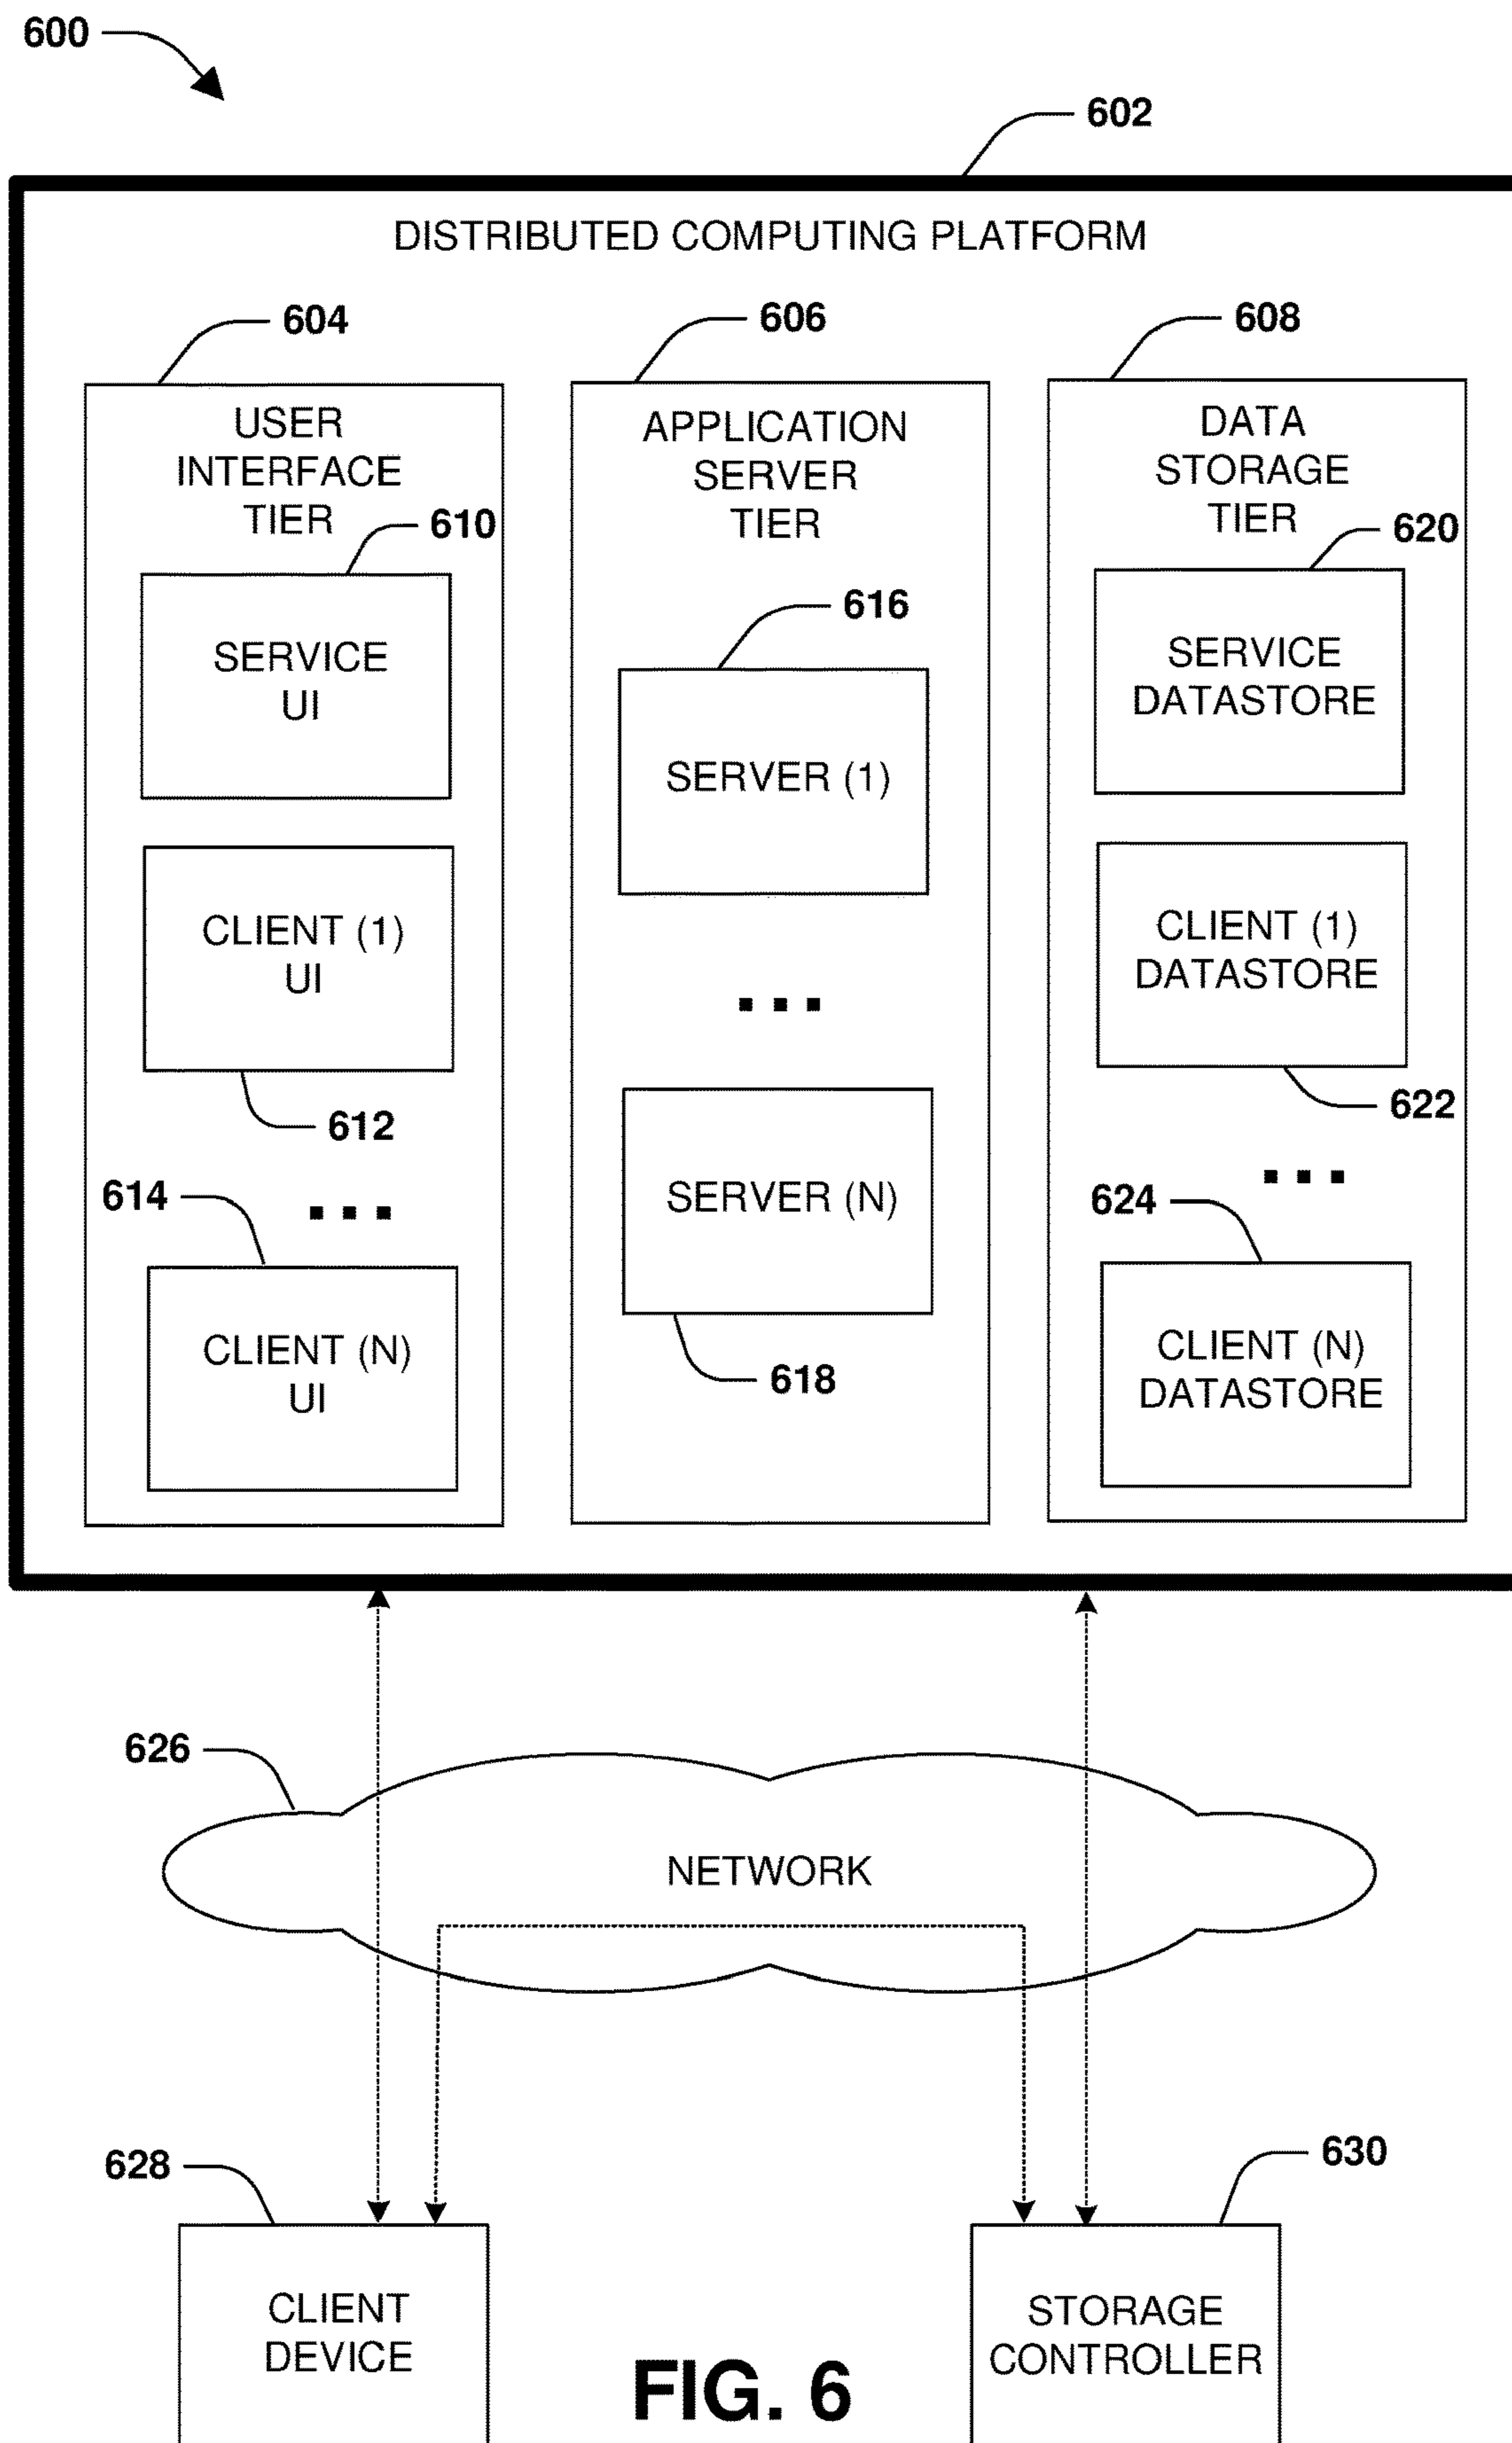 600
602
DISTRIBUTED COMPUTING PLATFORM
604
606
608
USER
INTERFACE
TIER
APPLICATION
SERVER
TIER
DATA
STORAGE
TIER
610
SERVICE
UI
616
SERVER (1)
620
SERVICE
DATASTORE
CLIENT (1)
UI
612
CLIENT (1)
DATASTORE
622
614
CLIENT (N)
UI
SERVER (N)
618
624
CLIENT (N)
DATASTORE
626
NETWORK
628
CLIENT
DEVICE
630
STORAGE
CONTROLLER
FIG. 6